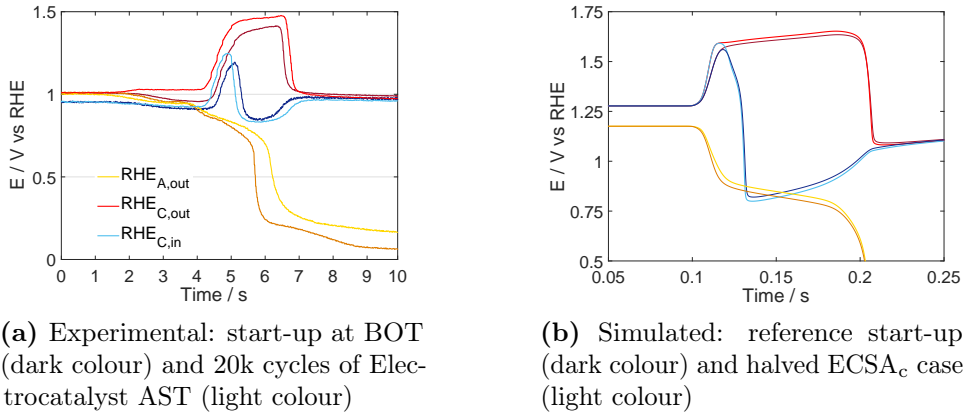 1.5
1
0.5
0
E / V vs RHE
RHE_A,out
RHE_C,out
RHE_C,in
0 1 2 3 4 5 6 7 8 9 10
Time / s
1.75
1.5
1.25
1
0.75
0.5
E / V vs RHE
0.05 0.1 0.15 0.2 0.25
Time / s
(a) Experimental: start-up at BOT
(dark colour) and 20k cycles of Elec-
trocatalyst AST (light colour)
(b) Simulated: reference start-up
(dark colour) and halved ECSA_c case
(light colour)